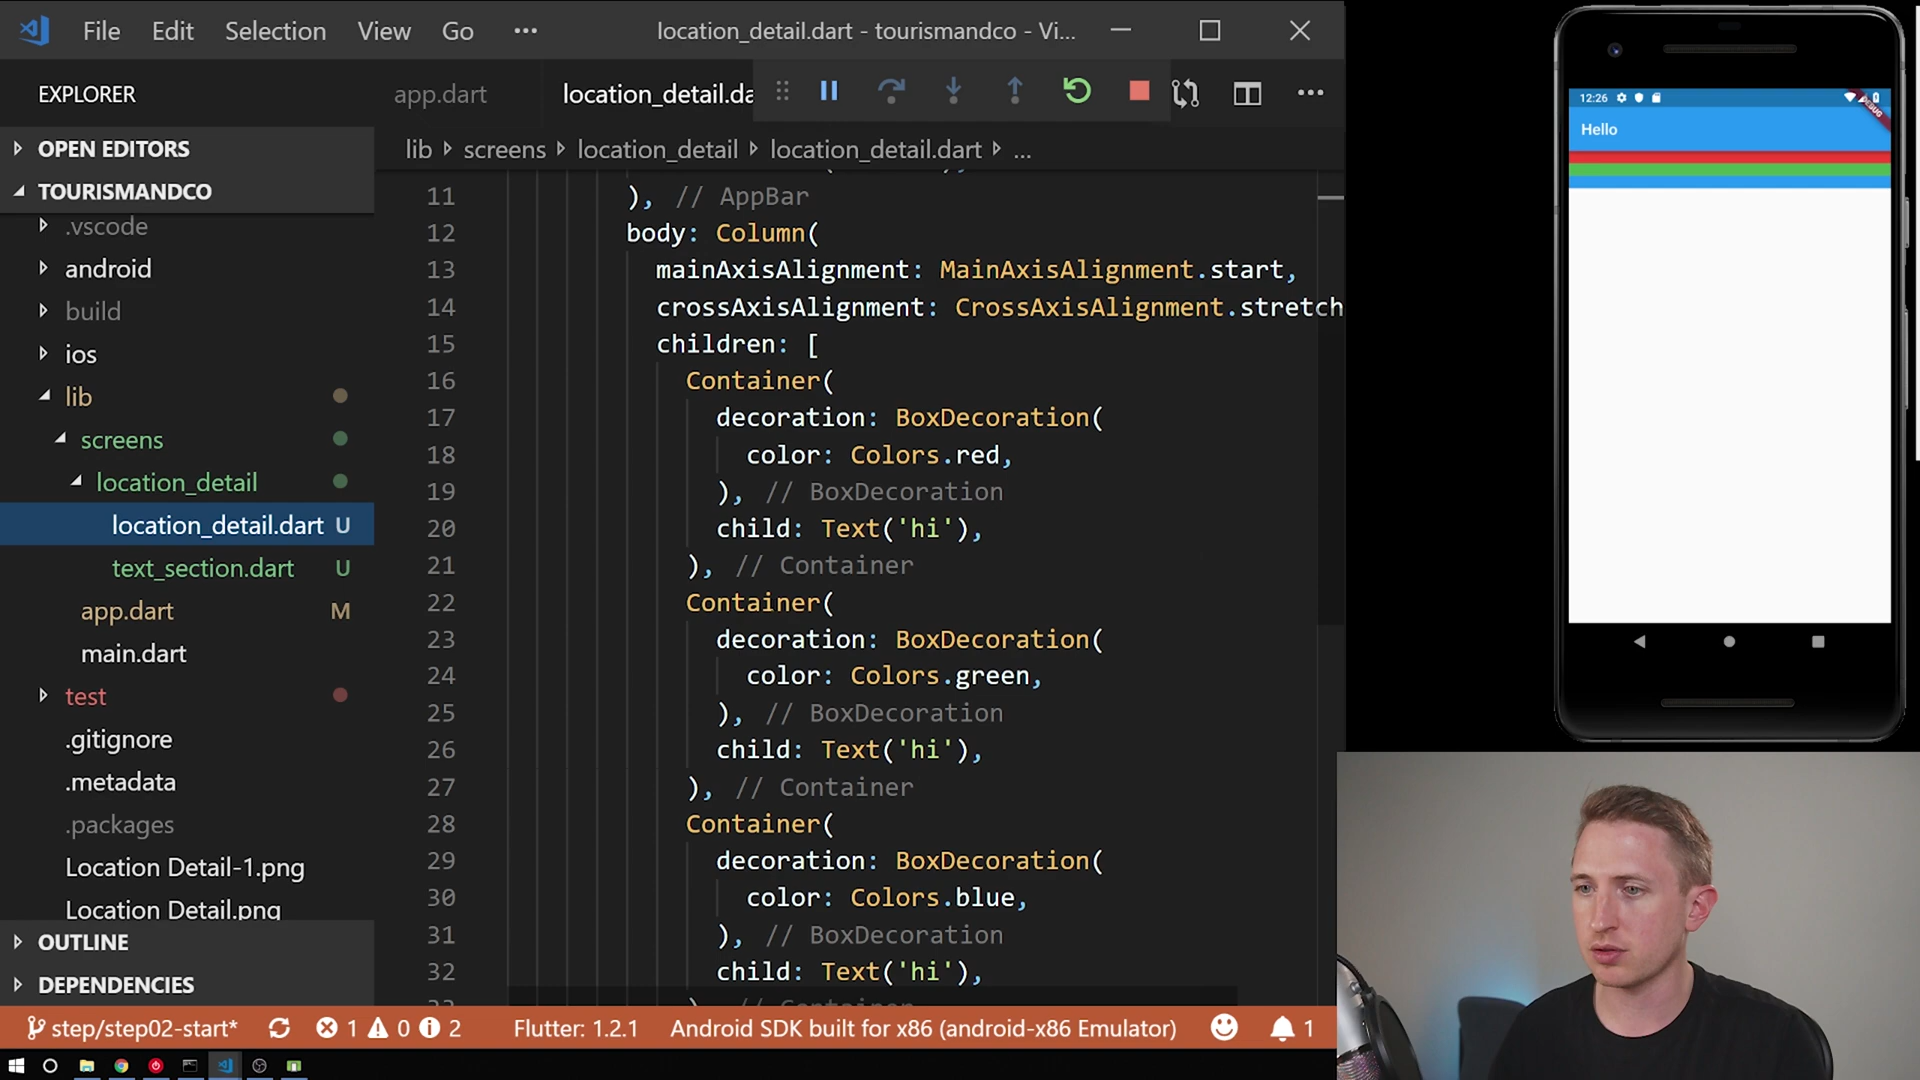 File Edit Selection View Go ··· location_detail.dart - tourismandco - Vi...
EXPLORER
app.dart location_detail.da
OPEN EDITORS
lib screens location_detail location_detail.dart ...
TOURISMANDCO
.vscode
android
build
ios
lib
screens
location_detail
location_detail.dart U
text_section.dart U
app.dart M
main.dart
test
.gitignore
.metadata
.packages
Location Detail-1.png
Location Detail.png
OUTLINE
DEPENDENCIES
11 ), // AppBar
12 body: Column(
13 mainAxisAlignment: MainAxisAlignment.start,
14 crossAxisAlignment: CrossAxisAlignment.stretch
15 children: [
16 Container(
17 decoration: BoxDecoration(
18 color: Colors.red,
19 ), // BoxDecoration
20 child: Text('hi'),
21 ), // Container
22 Container(
23 decoration: BoxDecoration(
24 color: Colors.green,
25 ), // BoxDecoration
26 child: Text('hi'),
27 ), // Container
28 Container(
29 decoration: BoxDecoration(
30 color: Colors.blue,
31 ), // BoxDecoration
32 child: Text('hi'),
33 ), // Container
step/step02-start* 1 0 2 Flutter: 1.2.1 Android SDK built for x86 (android-x86 Emulator) 1
12:26
DEBUG
Hello